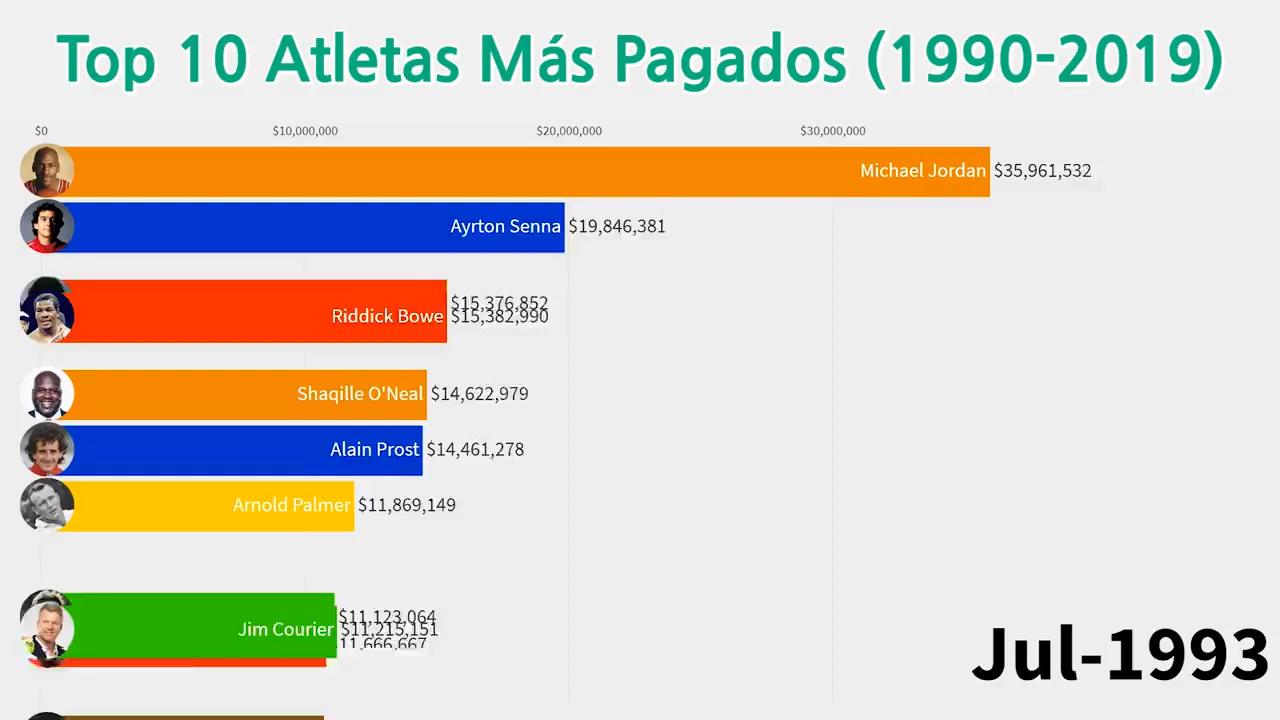 Top 10 Atletas Más Pagados (1990-2019)
$0 $10,000,000 $20,000,000 $30,000,000
Michael Jordan $35,961,532
Ayrton Senna $19,846,381
$15,376,852
Riddick Bowe $15,382,990
Shaqille O'Neal $14,622,979
Alain Prost $14,461,278
Arnold Palmer $11,869,149
$11,123,064
Jim Courier $11,215,151
11,666,667
Jul-1993